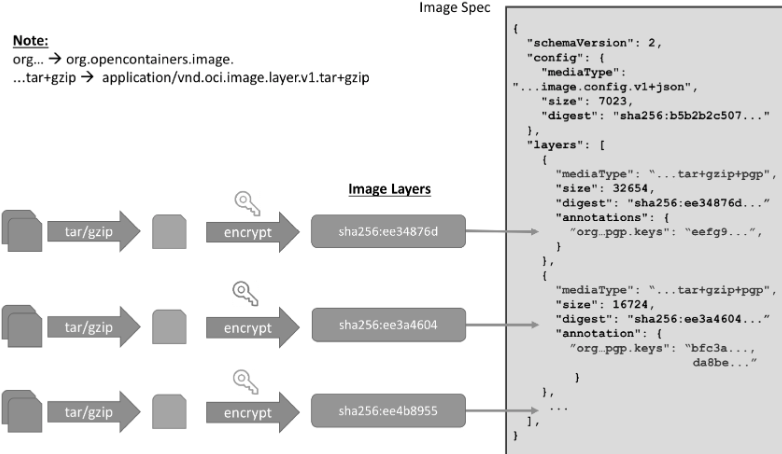 Image Spec
Note:
org... → org.opencontainers.image.
...tar+gzip → application/vnd.oci.image.layer.v1.tar+gzip
Image Layers
tar/gzip
encrypt
sha256:ee34876d
tar/gzip
encrypt
sha256:ee3a4604
tar/gzip
encrypt
sha256:ee4b8955
{
"schemaVersion": 2,
"config": {
"mediaType":
"...image.config.v1+json",
"size": 7023,
"digest": "sha256:b5b2b2c507..."
},
"layers": [
{
"mediaType": “...tar+gzip+pgp",
"size": 32654,
"digest": "sha256:ee34876d...”
"annotations": {
”org…pgp.keys": “eefg9...”,
}
},
{
"mediaType": “...tar+gzip+pgp",
"size": 16724,
"digest": "sha256:ee3a4604...”
"annotation": {
”org…pgp.keys": “bfc3a...,
da8be...”
}
},
...
],
}